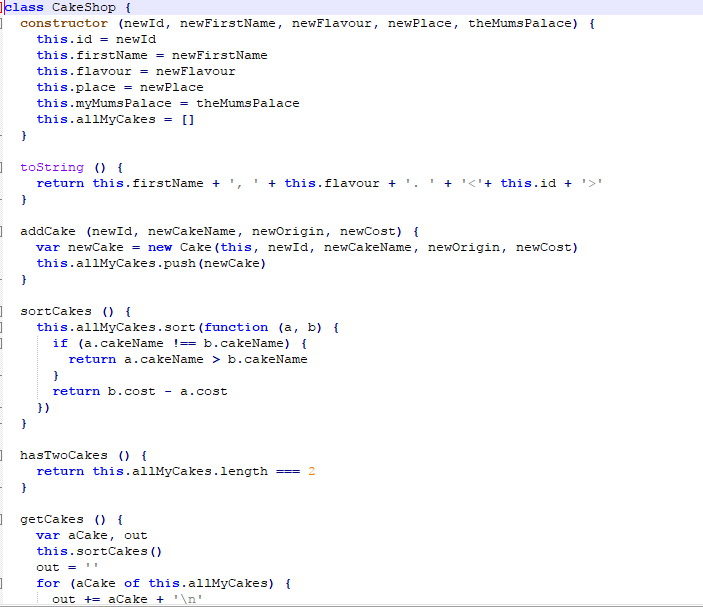 class CakeShop {
  constructor (newId, newFirstName, newFlavour, newPlace, theMumsPalace) {
    this.id = newId
    this.firstName = newFirstName
    this.flavour = newFlavour
    this.place = newPlace
    this.myMumsPalace = theMumsPalace
    this.allMyCakes = []
  }

  toString () {
    return this.firstName + ', ' + this.flavour + '. ' + '<'+ this.id + '>'
  }

  addCake (newId, newCakeName, newOrigin, newCost) {
    var newCake = new Cake(this, newId, newCakeName, newOrigin, newCost)
    this.allMyCakes.push(newCake)
  }

  sortCakes () {
    this.allMyCakes.sort(function (a, b) {
      if (a.cakeName !== b.cakeName) {
        return a.cakeName > b.cakeName
      }
      return b.cost - a.cost
    })
  }

  hasTwoCakes () {
    return this.allMyCakes.length === 2
  }

  getCakes () {
    var aCake, out
    this.sortCakes()
    out = ''
    for (aCake of this.allMyCakes) {
      out += aCake + '\n'